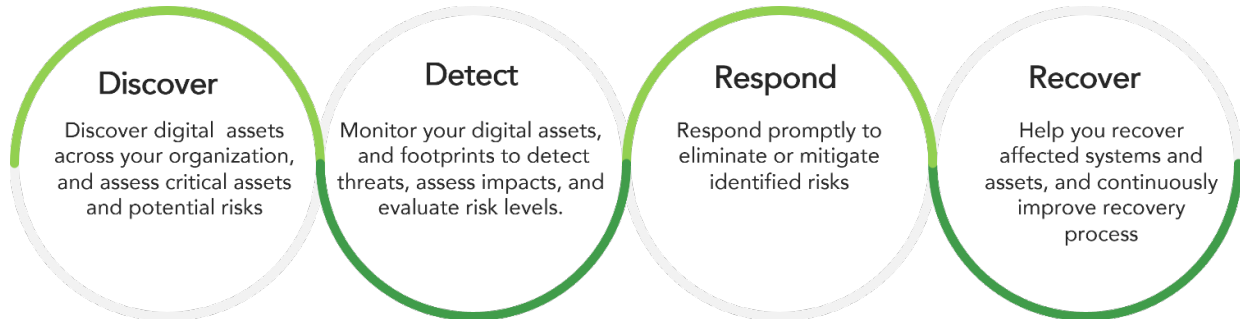 Discover
Discover digital assets
across your organization,
and assess critical assets
and potential risks
Detect
Monitor your digital assets,
and footprints to detect
threats, assess impacts, and
evaluate risk levels.
Respond
Respond promptly to
eliminate or mitigate
identified risks
Recover
Help you recover
affected systems and
assets, and continuously
improve recovery
process